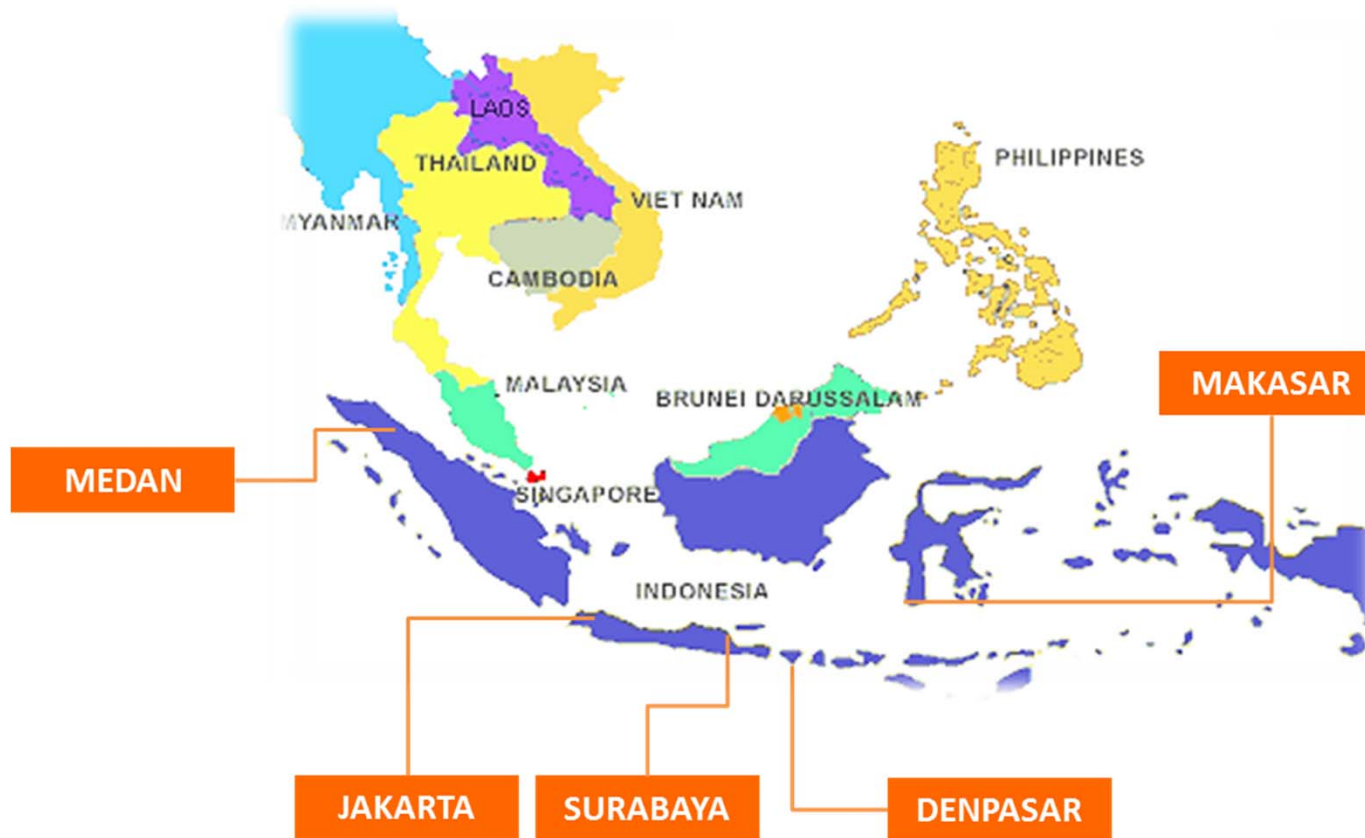 LAOS
THAILAND
PHILIPPINES
VIET NAM
MYANMAR
CAMBODIA
MALAYSIA
BRUNEI DARUSSALAM
MAKASAR
MEDAN
SINGAPORE
INDONESIA
JAKARTA
SURABAYA
DENPASAR